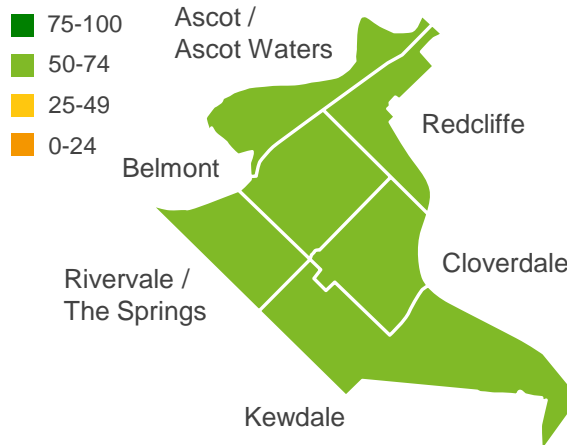 75-100
50-74
25-49
0-24
Ascot /
Ascot Waters
Redcliffe
Belmont
Cloverdale
Rivervale /
The Springs
Kewdale